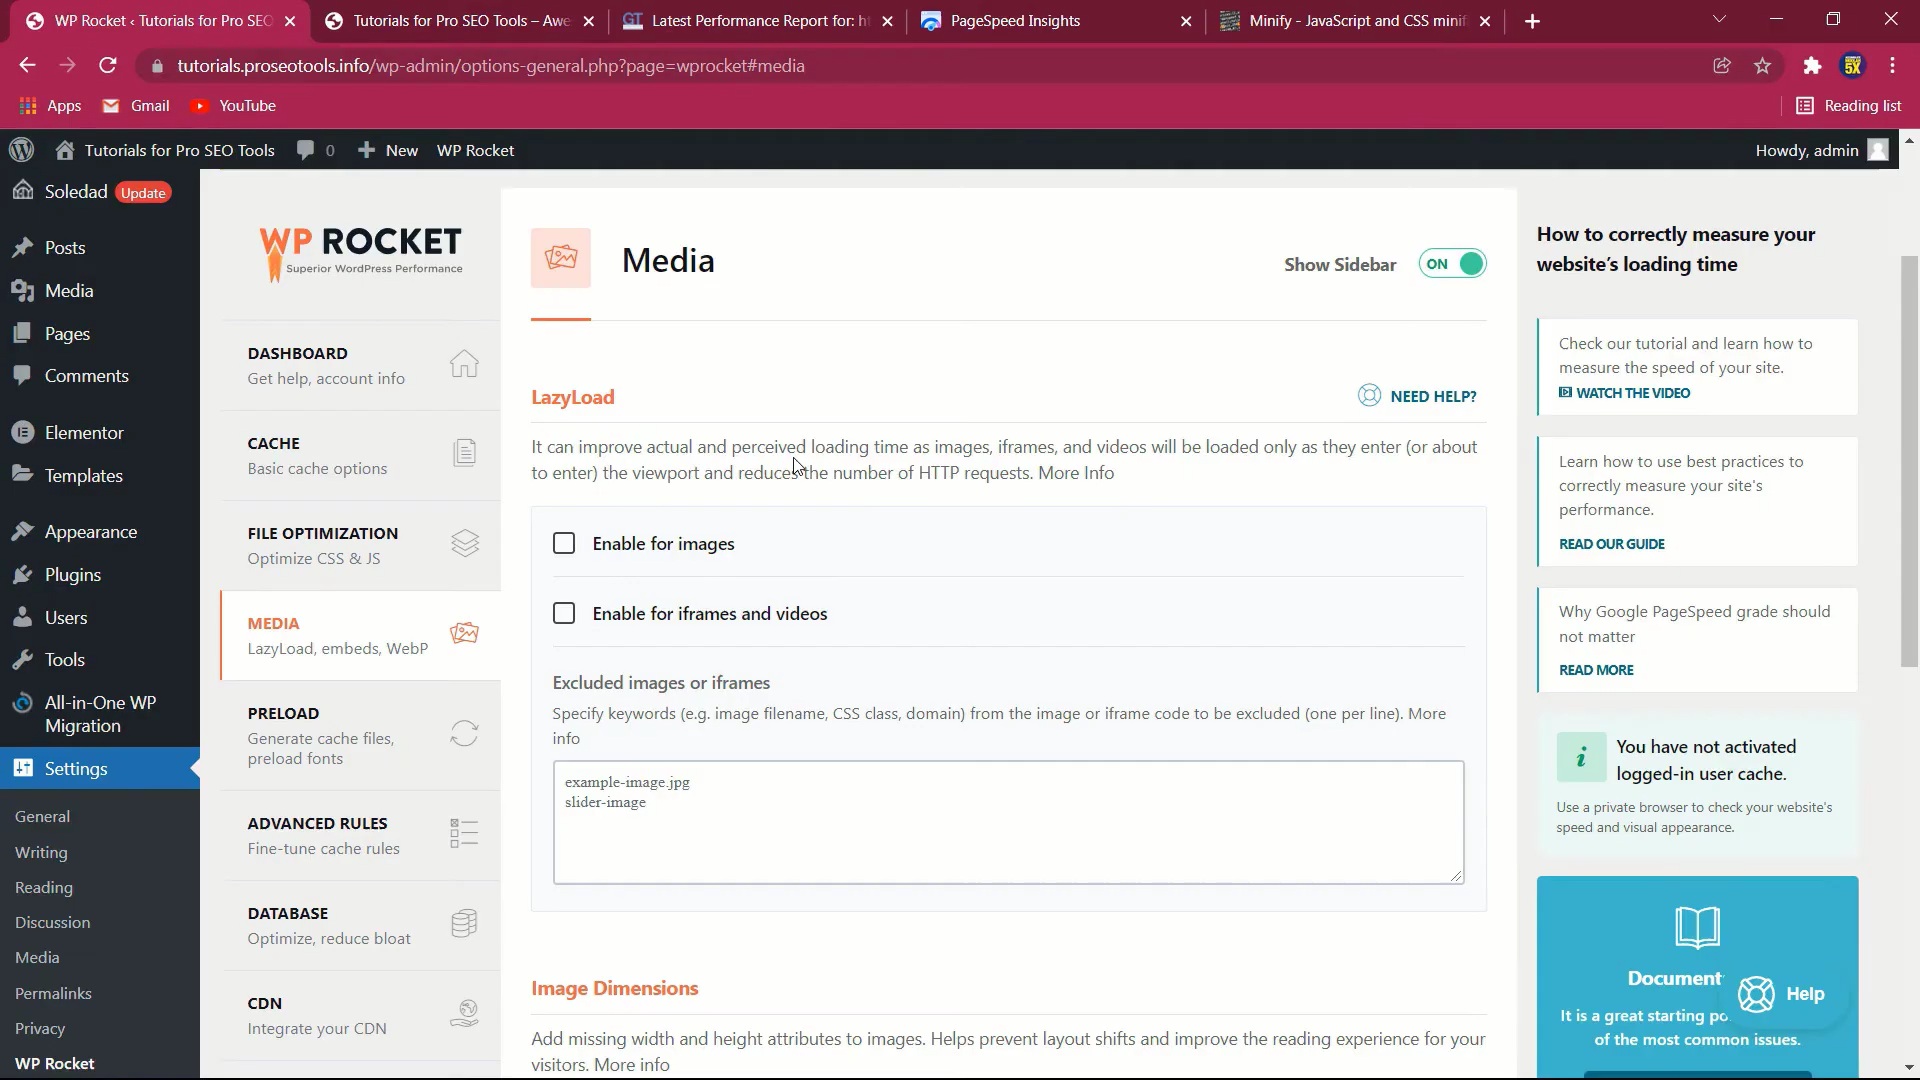 WP Rocket ‹ Tutorials for Pro SEO
Tutorials for Pro SEO Tools – Awe
GT Latest Performance Report for: h
PageSpeed Insights
Minify - JavaScript and CSS minif
tutorials.proseotools.info/wp-admin/options-general.php?page=wprocket#media
5X
Apps
Gmail
YouTube
Reading list
Tutorials for Pro SEO Tools
0
New
WP Rocket
Howdy, admin
Soledad Update
Posts
Media
Pages
Comments
Elementor
Templates
Appearance
Plugins
Users
Tools
All-in-One WP
Migration
Settings
General
Writing
Reading
Discussion
Media
Permalinks
Privacy
WP Rocket
WP ROCKET
Superior WordPress Performance
DASHBOARD
Get help, account info
CACHE
Basic cache options
FILE OPTIMIZATION
Optimize CSS & JS
MEDIA
LazyLoad, embeds, WebP
PRELOAD
Generate cache files,
preload fonts
ADVANCED RULES
Fine-tune cache rules
DATABASE
Optimize, reduce bloat
CDN
Integrate your CDN
Media
Show Sidebar
ON
LazyLoad
NEED HELP?
It can improve actual and perceived loading time as images, iframes, and videos will be loaded only as they enter (or about
to enter) the viewport and reduces the number of HTTP requests. More Info
Enable for images
Enable for iframes and videos
Excluded images or iframes
Specify keywords (e.g. image filename, CSS class, domain) from the image or iframe code to be excluded (one per line). More
info
example-image.jpg
slider-image
Image Dimensions
Add missing width and height attributes to images. Helps prevent layout shifts and improve the reading experience for your
visitors. More info
How to correctly measure your
website's loading time
Check our tutorial and learn how to
measure the speed of your site.
WATCH THE VIDEO
Learn how to use best practices to
correctly measure your site's
performance.
READ OUR GUIDE
Why Google PageSpeed grade should
not matter
READ MORE
i
You have not activated
logged-in user cache.
Use a private browser to check your website's
speed and visual appearance.
Document
It is a great starting po
of the most common issues.
Help